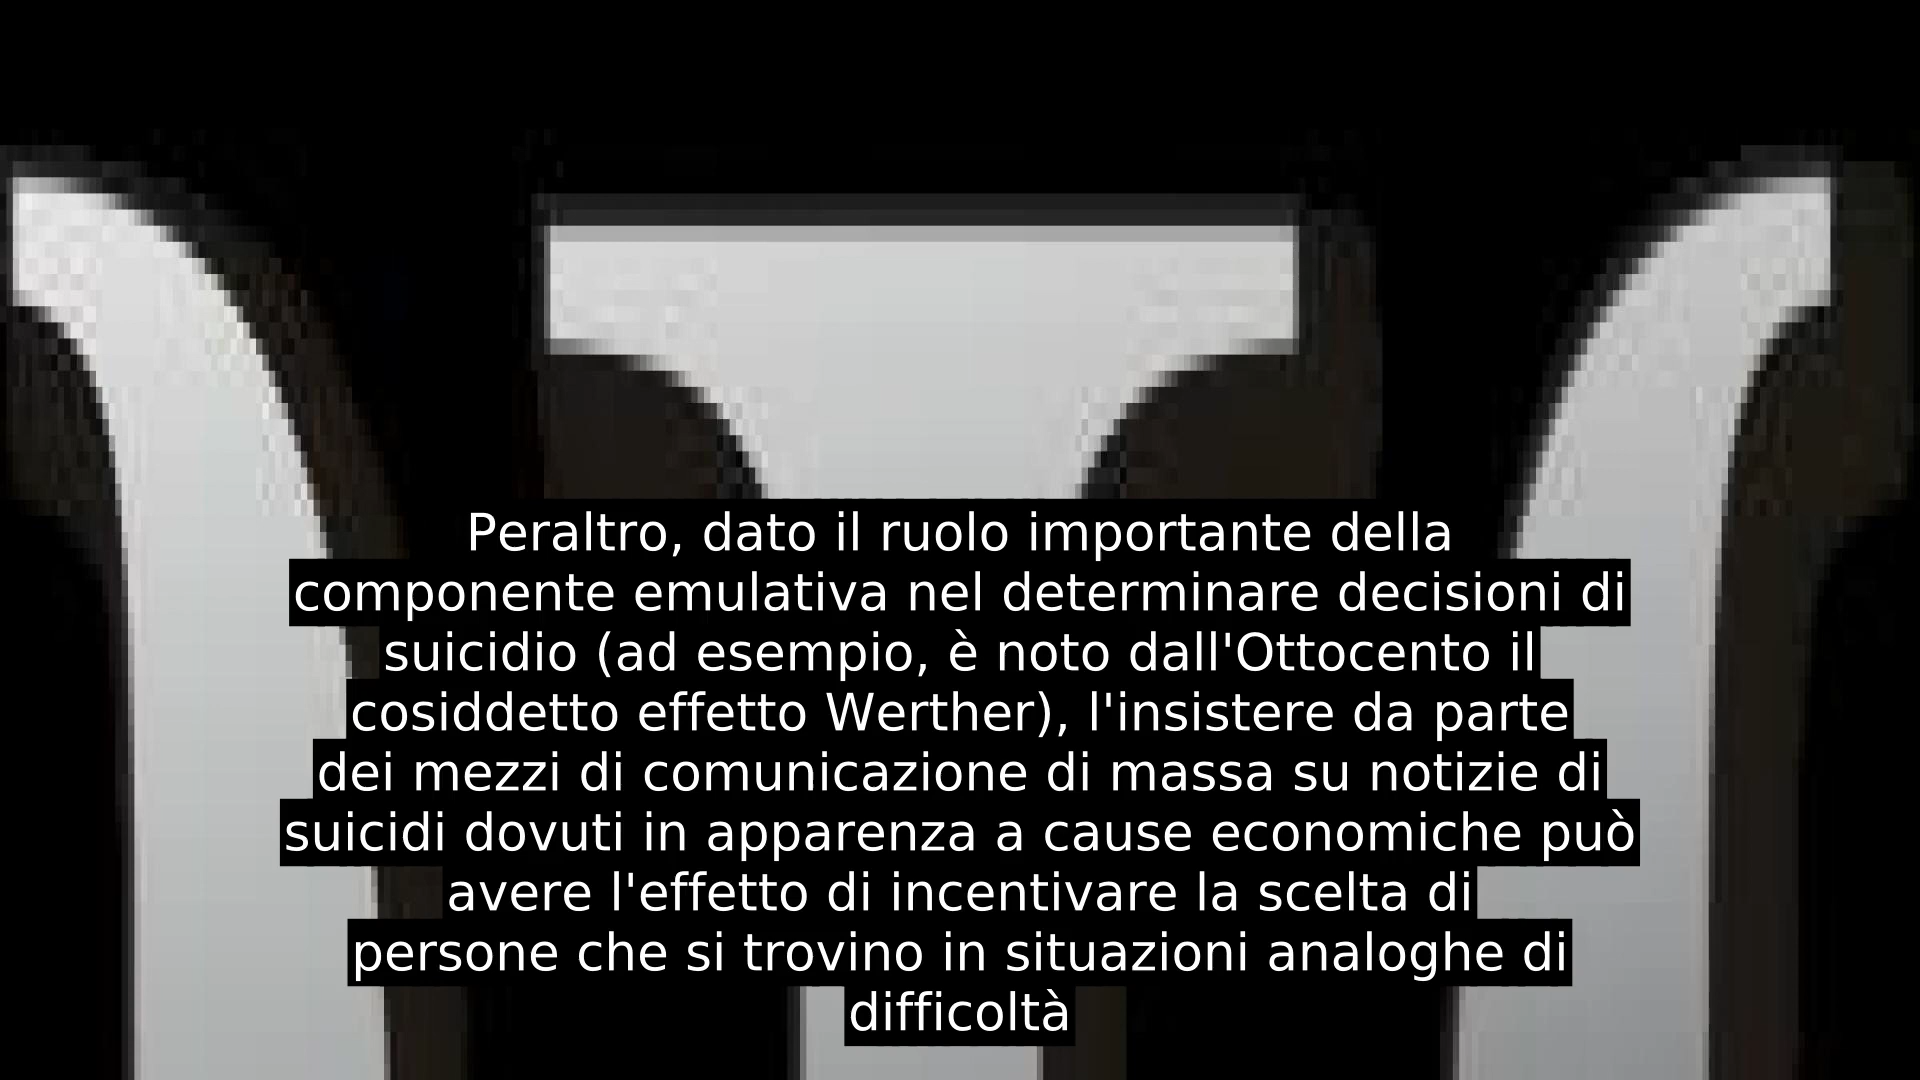 Peraltro, dato il ruolo importante della
componente emulativa nel determinare decisioni di
suicidio (ad esempio, è noto dall'Ottocento il
cosiddetto effetto Werther), l'insistere da parte
dei mezzi di comunicazione di massa su notizie di
suicidi dovuti in apparenza a cause economiche può
avere l'effetto di incentivare la scelta di
persone che si trovino in situazioni analoghe di
difficoltà